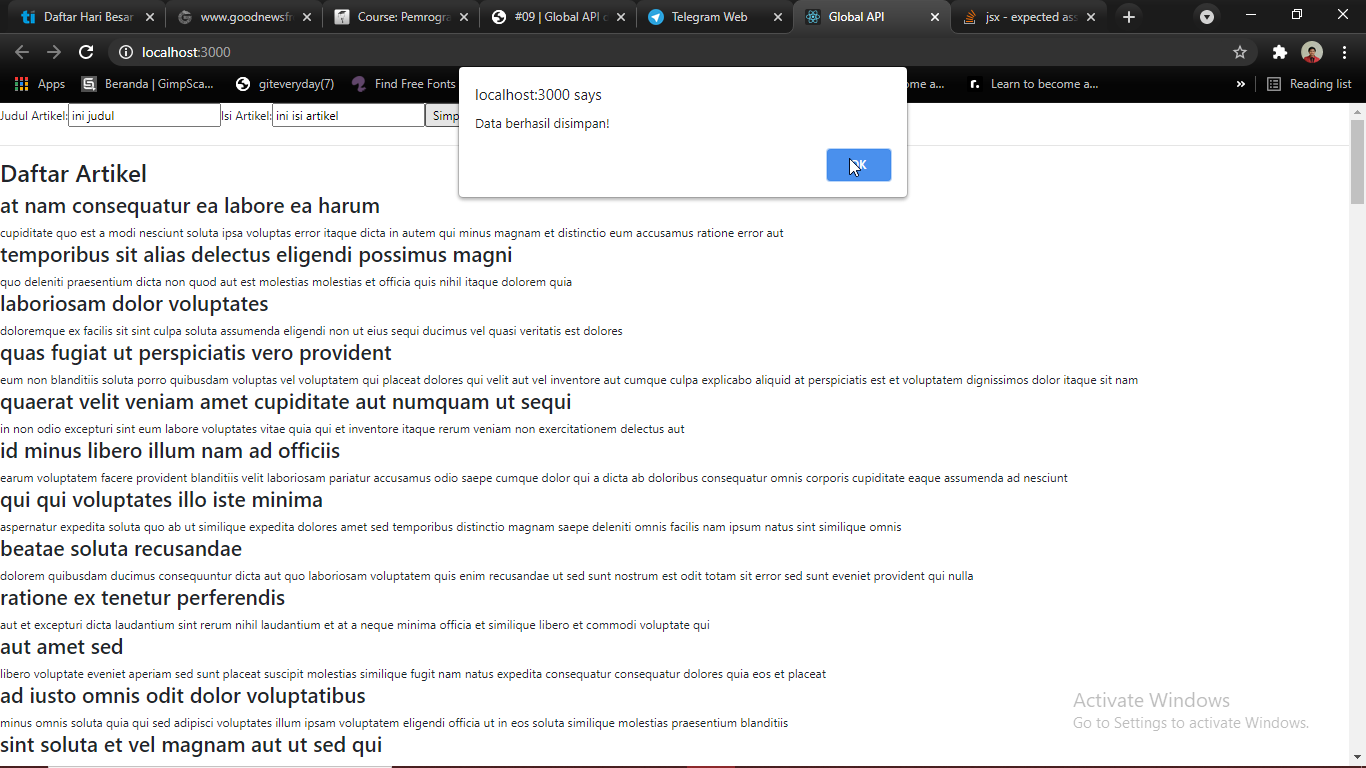 Daftar Hari Besar
www.goodnewsfr
Course: Pemrogra
#09 | Global API c
Telegram Web
Global API
jsx - expected ass
localhost:3000
Apps
Beranda | GimpSca...
giteveryday(7)
Find Free Fonts
ome a...
Learn to become a...
»
Reading list
localhost:3000 says
Data berhasil disimpan!
OK
Judul Artikel: ini judul Isi Artikel: ini isi artikel Simp
Daftar Artikel
at nam consequatur ea labore ea harum
cupiditate quo est a modi nesciunt soluta ipsa voluptas error itaque dicta in autem qui minus magnam et distinctio eum accusamus ratione error aut
temporibus sit alias delectus eligendi possimus magni
quo deleniti praesentium dicta non quod aut est molestias molestias et officia quis nihil itaque dolorem quia
laboriosam dolor voluptates
doloremque ex facilis sit sint culpa soluta assumenda eligendi non ut eius sequi ducimus vel quasi veritatis est dolores
quas fugiat ut perspiciatis vero provident
eum non blanditiis soluta porro quibusdam voluptas vel voluptatem qui placeat dolores qui velit aut vel inventore aut cumque culpa explicabo aliquid at perspiciatis est et voluptatem dignissimos dolor itaque sit nam
quaerat velit veniam amet cupiditate aut numquam ut sequi
in non odio excepturi sint eum labore voluptates vitae quia qui et inventore itaque rerum veniam non exercitationem delectus aut
id minus libero illum nam ad officiis
earum voluptatem facere provident blanditiis velit laboriosam pariatur accusamus odio saepe cumque dolor qui a dicta ab doloribus consequatur omnis corporis cupiditate eaque assumenda ad nesciunt
qui qui voluptates illo iste minima
aspernatur expedita soluta quo ab ut similique expedita dolores amet sed temporibus distinctio magnam saepe deleniti omnis facilis nam ipsum natus sint similique omnis
beatae soluta recusandae
dolorem quibusdam ducimus consequuntur dicta aut quo laboriosam voluptatem quis enim recusandae ut sed sunt nostrum est odit totam sit error sed sunt eveniet provident qui nulla
ratione ex tenetur perferendis
aut et excepturi dicta laudantium sint rerum nihil laudantium et at a neque minima officia et similique libero et commodi voluptate qui
aut amet sed
libero voluptate eveniet aperiam sed sunt placeat suscipit molestias similique fugit nam natus expedita consequatur consequatur dolores quia eos et placeat
ad iusto omnis odit dolor voluptatibus
minus omnis soluta quia qui sed adipisci voluptates illum ipsam voluptatem eligendi officia ut in eos soluta similique molestias praesentium blanditiis
sint soluta et vel magnam aut ut sed qui
Activate Windows
Go to Settings to activate Windows.